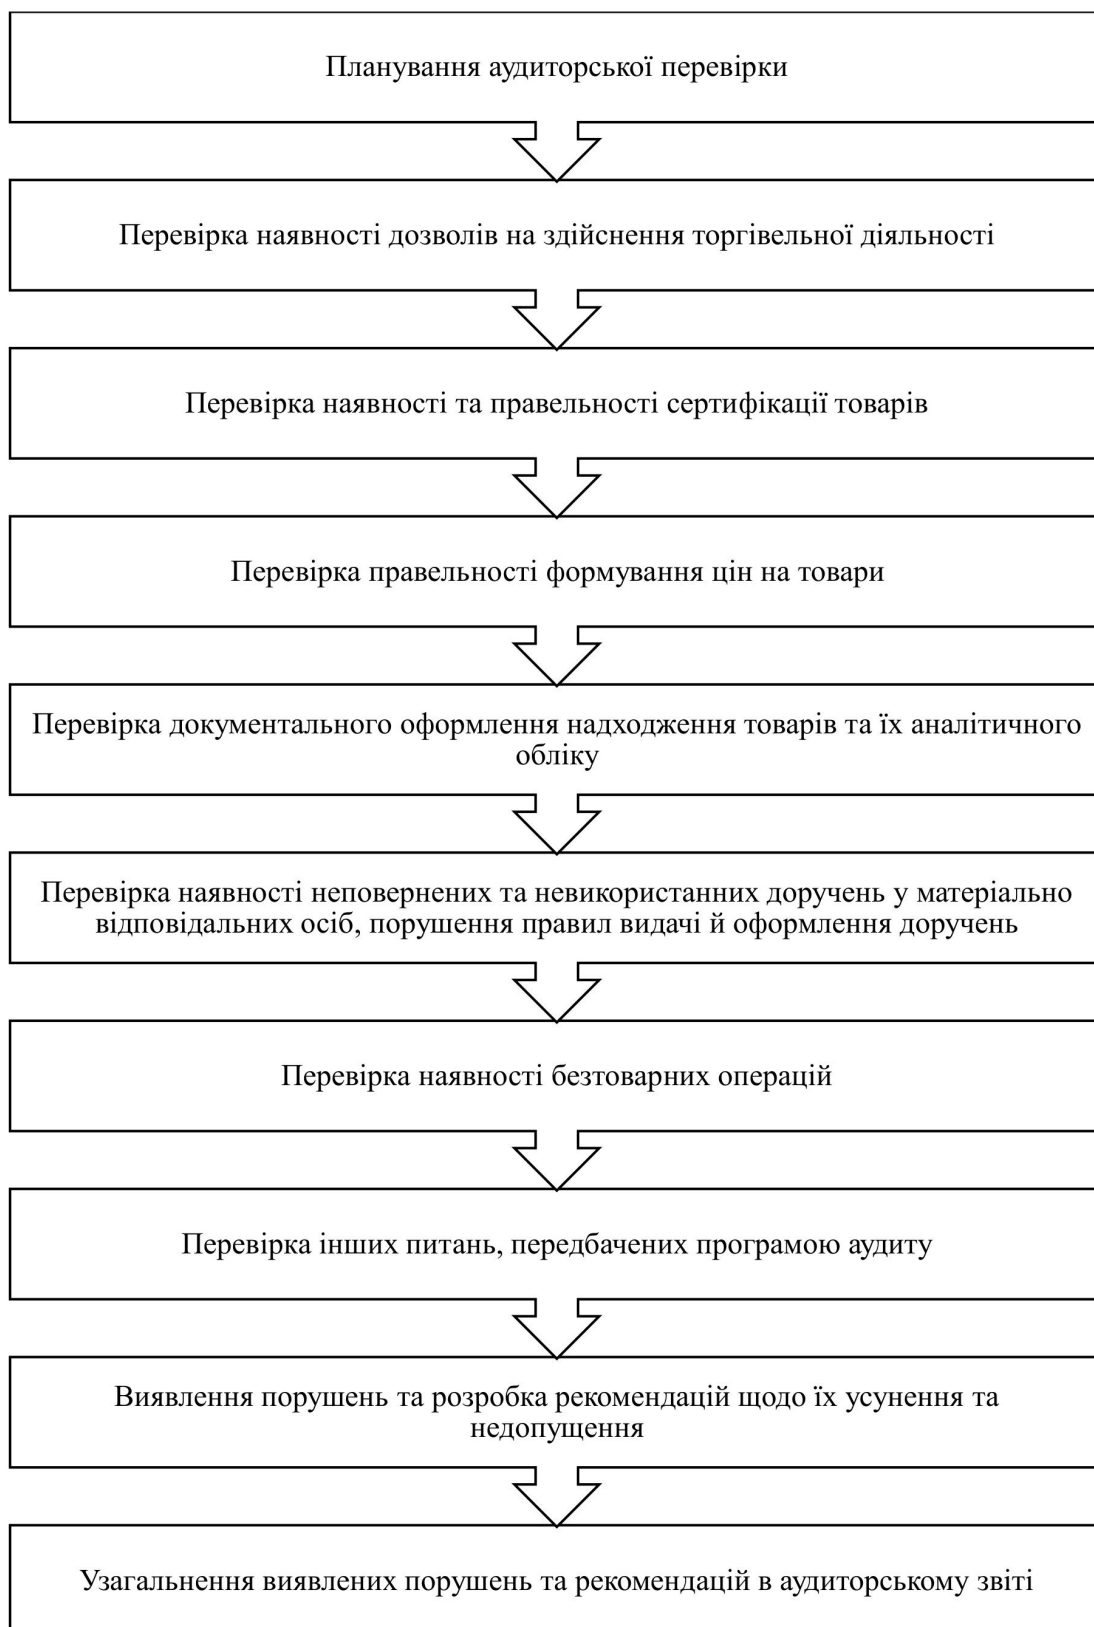 Планування аудиторської перевірки
Перевірка наявності дозволів на здійснення торгівельної діяльності
Перевірка наявності та правельності сертифікації товарів
Перевірка правельності формування цін на товари
Перевірка документального оформлення надходження товарів та їх аналітичного
обліку
Перевірка наявності неповернених та невикористанних доручень у матеріально
відповідальних осіб, порушення правил видачі й оформлення доручень
Перевірка наявності безтоварних операцій
Перевірка інших питань, передбачених програмою аудиту
Виявлення порушень та розробка рекомендацій щодо їх усунення та
недопущення
Узагальнення виявлених порушень та рекомендацій в аудиторському звіті